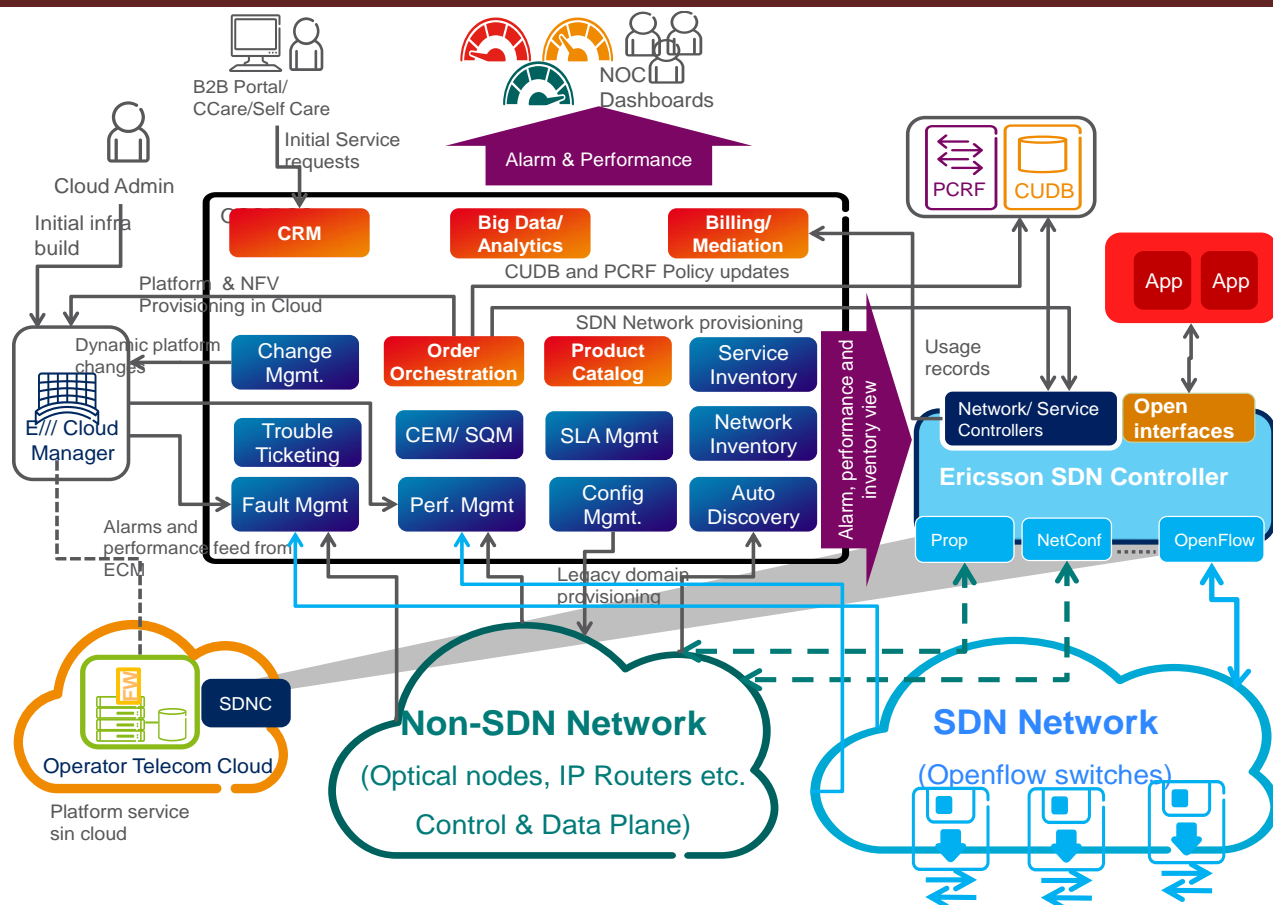 B2B Portal/
CCare/Self Care
NOC
Dashboards
Initial Service
requests
Alarm & Performance
Cloud Admin
Initial infra
build
PCRF
CUDB
CRM
Big Data/
Analytics
Billing/
Mediation
CUDB and PCRF Policy updates
Platform & NFV
Provisioning in Cloud
App
App
SDN Network provisioning
Dynamic platform
changes
Change
Mgmt.
Order
Orchestration
Product
Catalog
Service
Inventory
Usage
records
Alarm, performance and
inventory view
E/// Cloud
Manager
Trouble
Ticketing
CEM/ SQM
SLA Mgmt
Network
Inventory
Network/ Service
Controllers
Open
interfaces
Ericsson SDN Controller
Fault Mgmt
Perf. Mgmt
Config
Mgmt.
Auto
Discovery
Prop
NetConf
OpenFlow
Alarms and
performance feed from
ECM
Legacy domain
provisioning
FW
SDNC
Operator Telecom Cloud
Platform service
sin cloud
Non-SDN Network
(Optical nodes, IP Routers etc.
Control & Data Plane)
SDN Network
(Openflow switches)